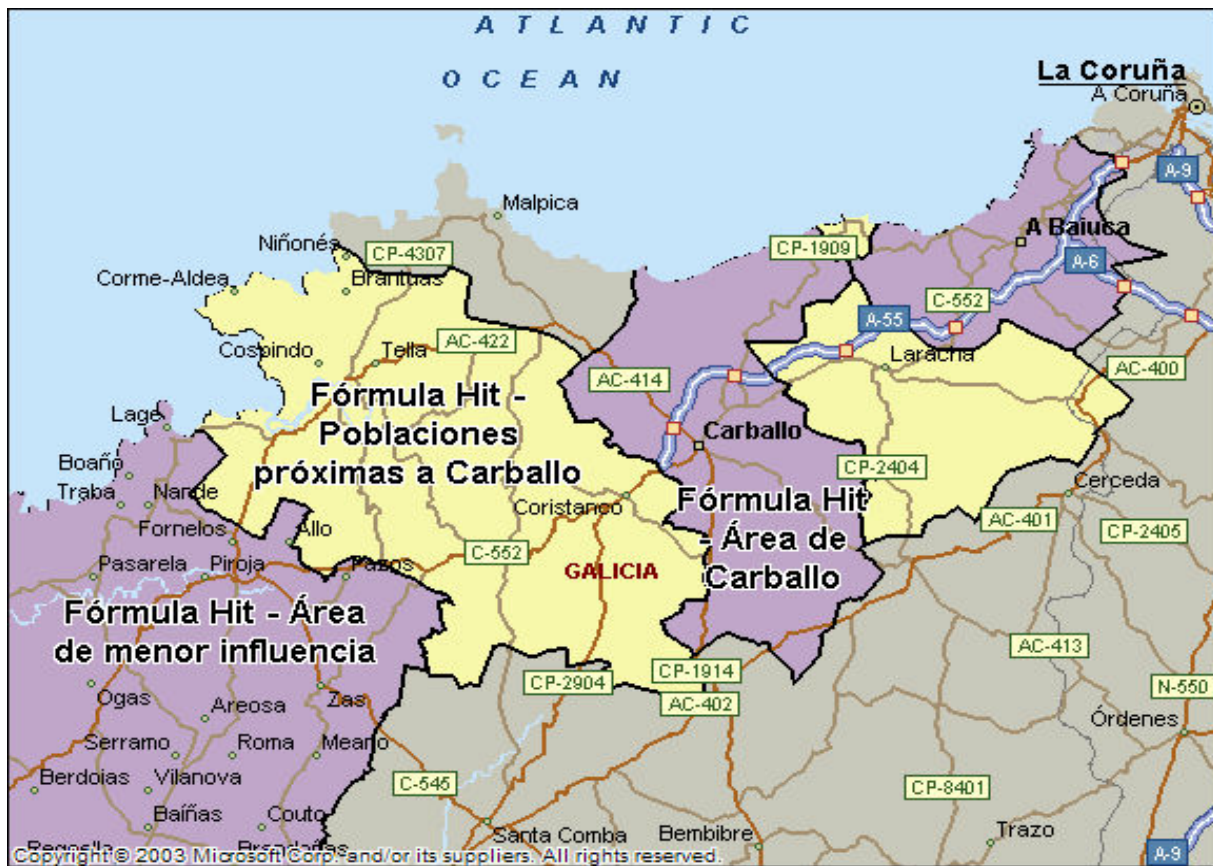 ATLANTIC
OCEAN
La Coruña
A Coruña
A-9
Malpica
A Baiuca
CP-1909
Niñonés
CP-4307
A-6
Corme-Aldea
Brantuas
C-552
A-55
Cospindo
Tella
AC-422
Laracha
AC-400
AC-414
Fórmula Hit -
Poblaciones
próximas a Carballo
Lage
Carballo
Boaño
CP-2404
Traba
Nande
Coristanco
Cerceda
Fórmula Hit
- Área de
Carballo
AC-401
CP-2405
Fornelos
Allo
C-552
Pasarela
Piroja
Pazos
GALICIA
Fórmula Hit - Área
de menor influencia
AC-413
CP-1914
CP-2904
AC-402
N-550
Ogas
Zas
Areosa
Órdenes
Serramo
Roma
Meano
Berdoias
Vilanova
C-545
CP-8401
Baíñas
Couto
Santa Comba
Bembibre
Trazo
A-9
Copyright © 2003 Microsoft Corp. and/or its suppliers. All rights reserved.